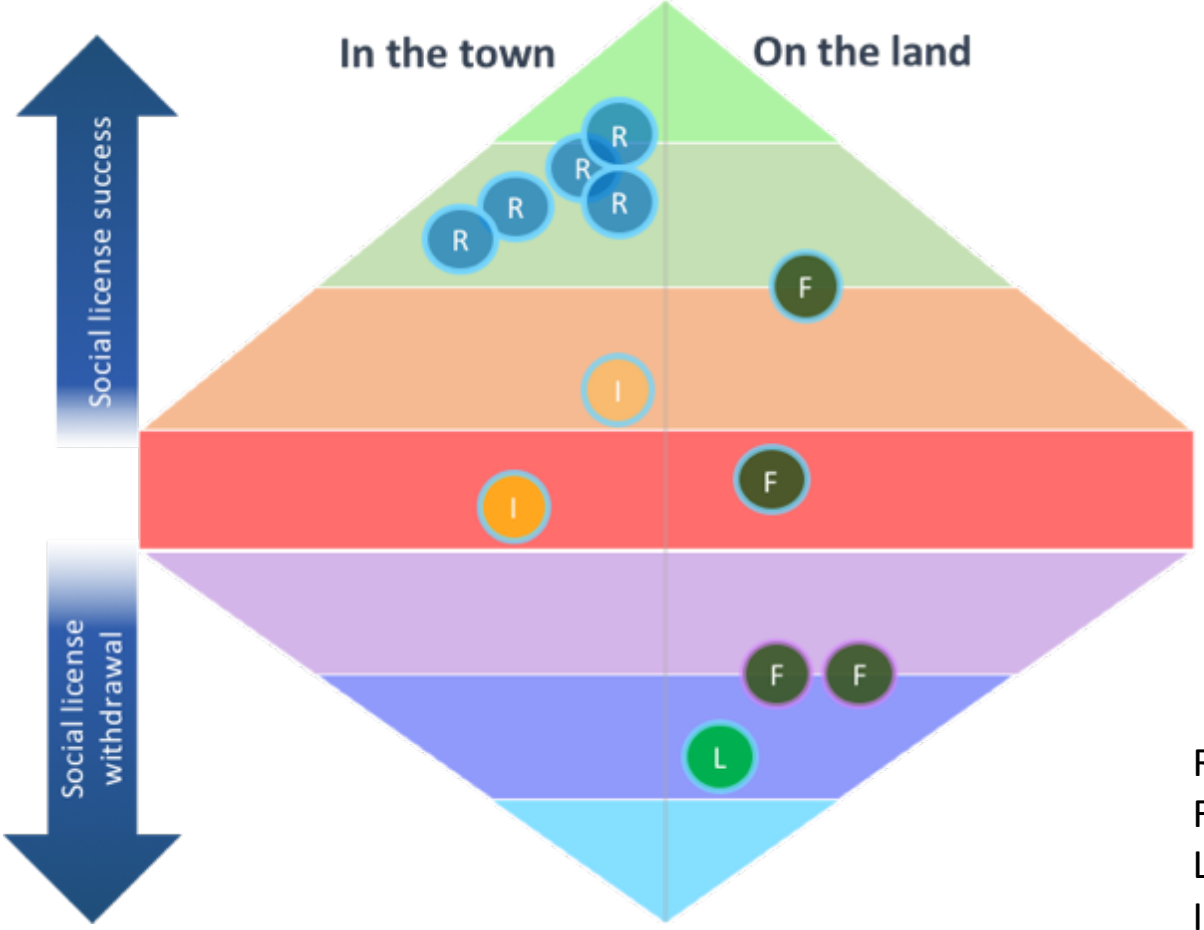 In the town
On the land
Social license success
R
R
R
R
R
F
I
F
I
Social license
withdrawal
F
F
L
L
I